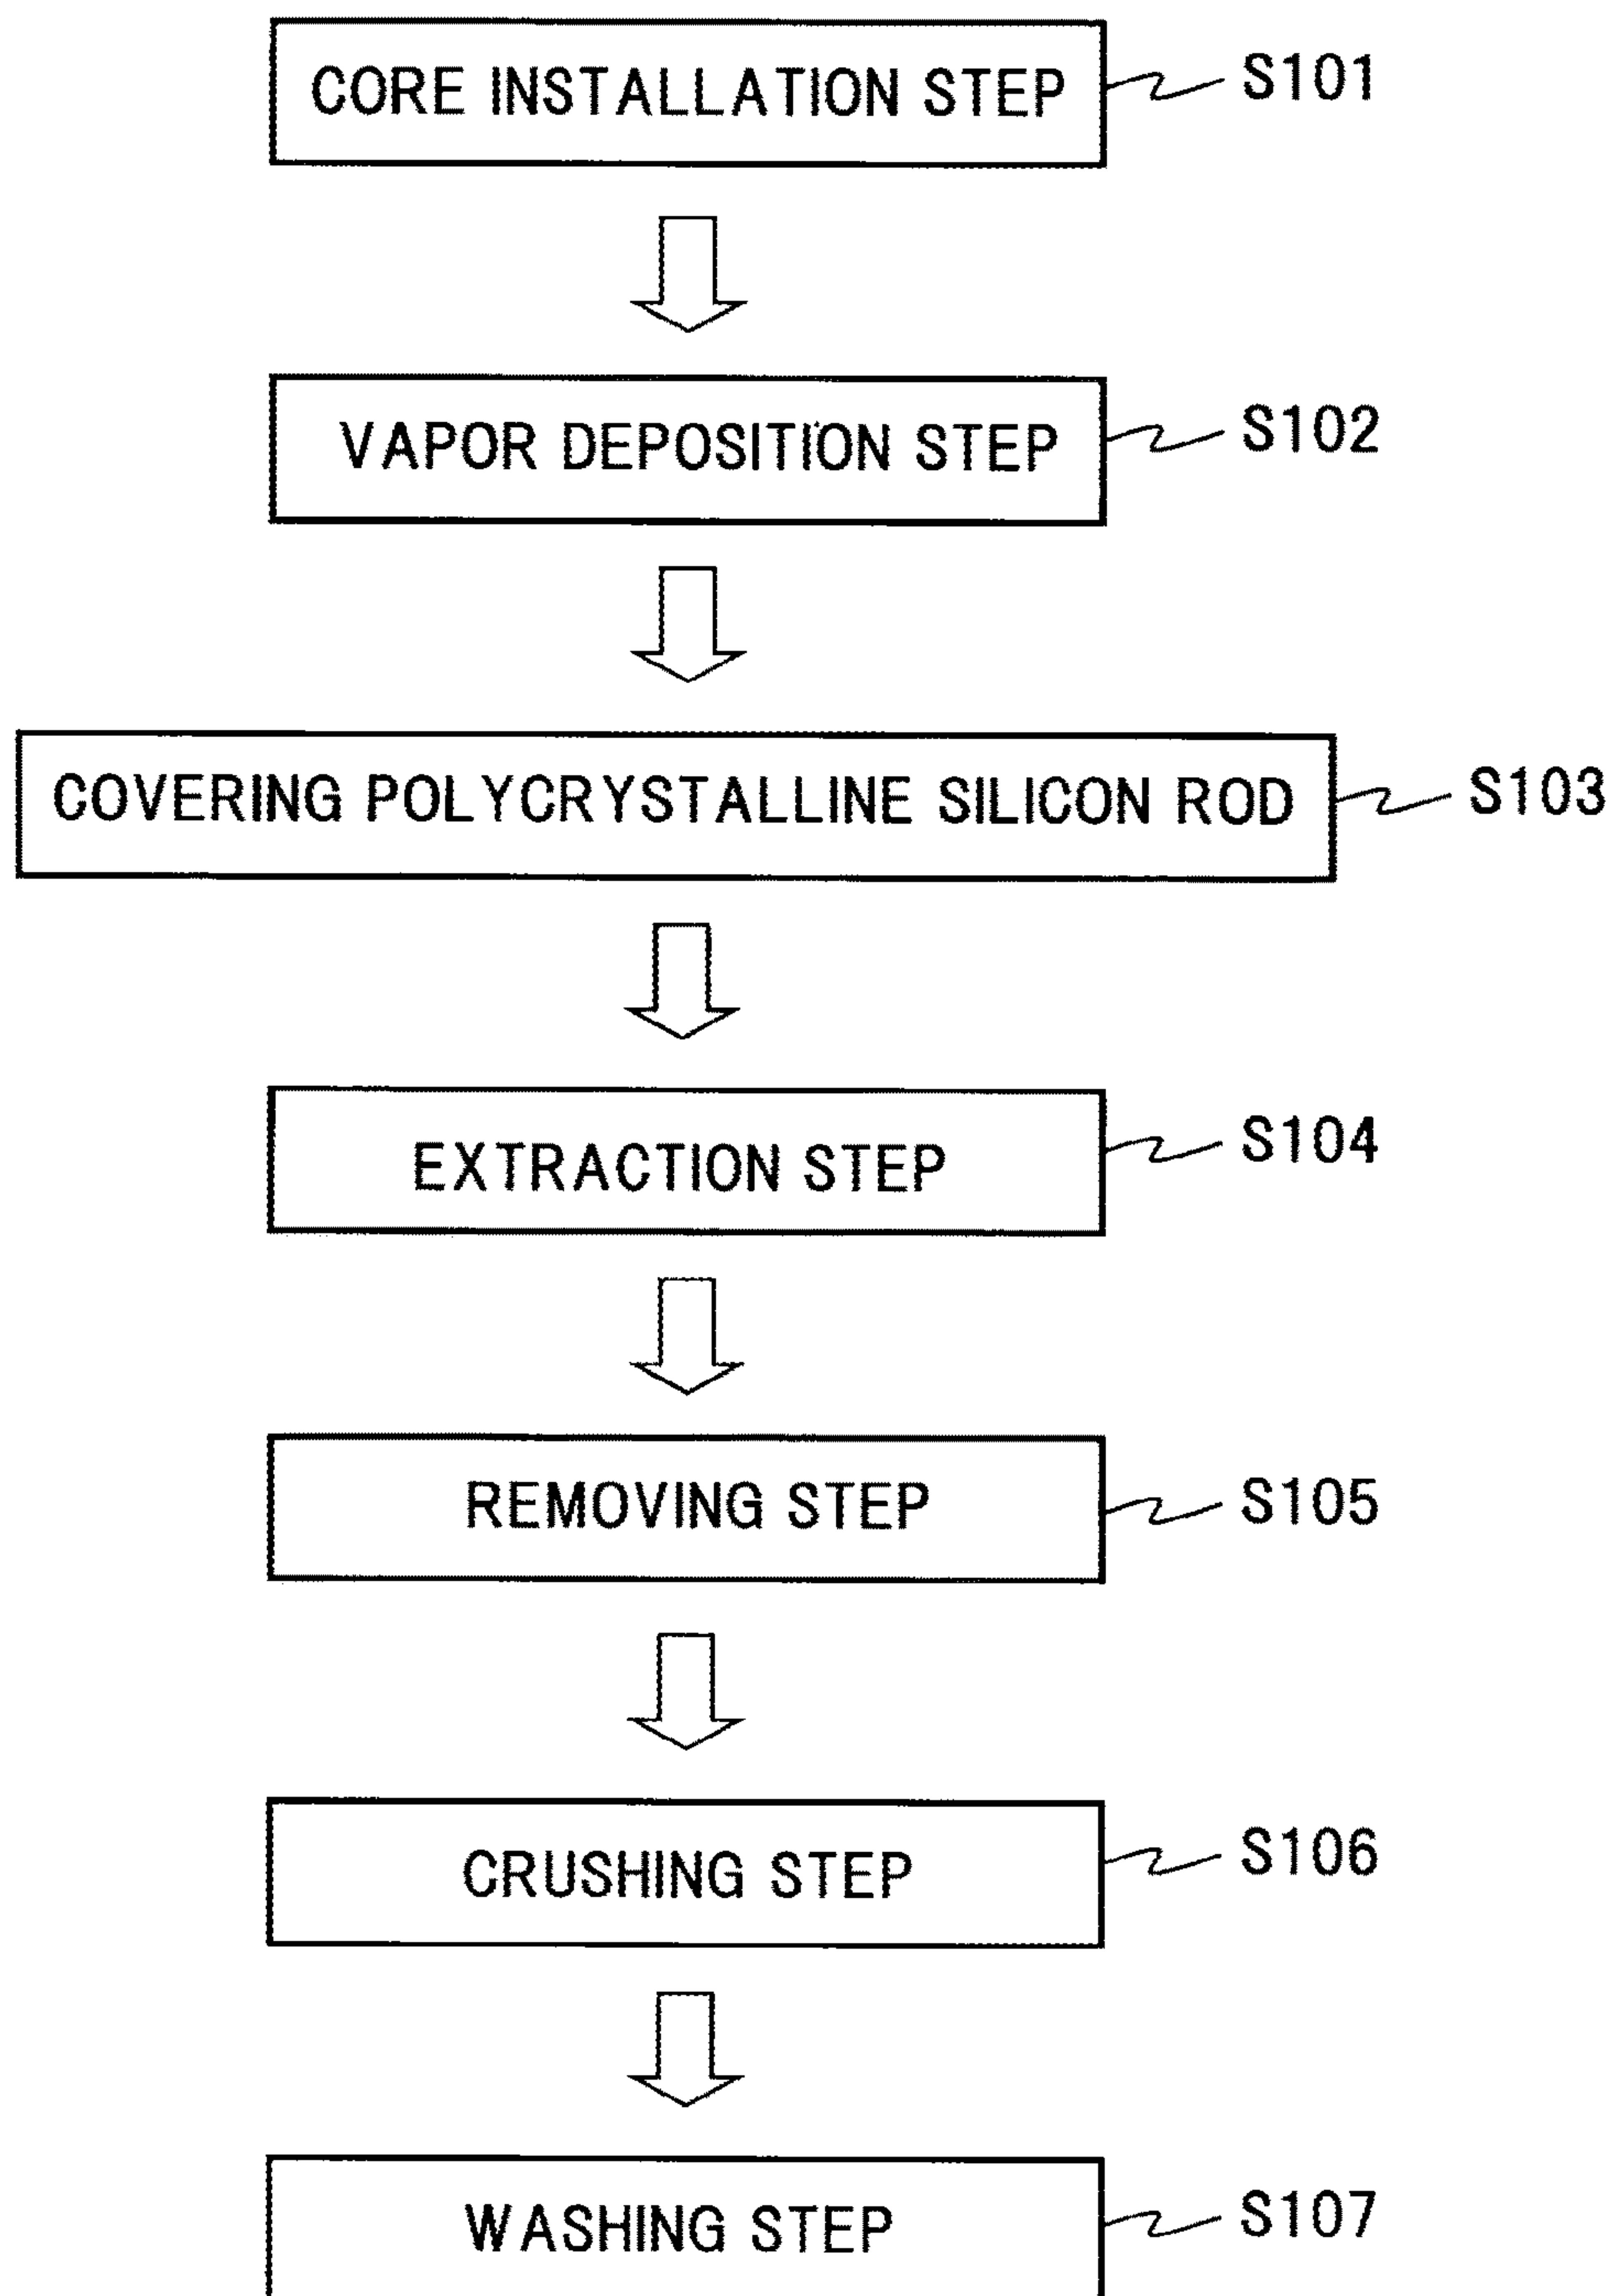 CORE INSTALLATION STEP S101
VAPOR DEPOSITION STEP S102
COVERING POLYCRYSTALLINE SILICON ROD S103
EXTRACTION STEP S104
REMOVING STEP S105
CRUSHING STEP S106
WASHING STEP S107